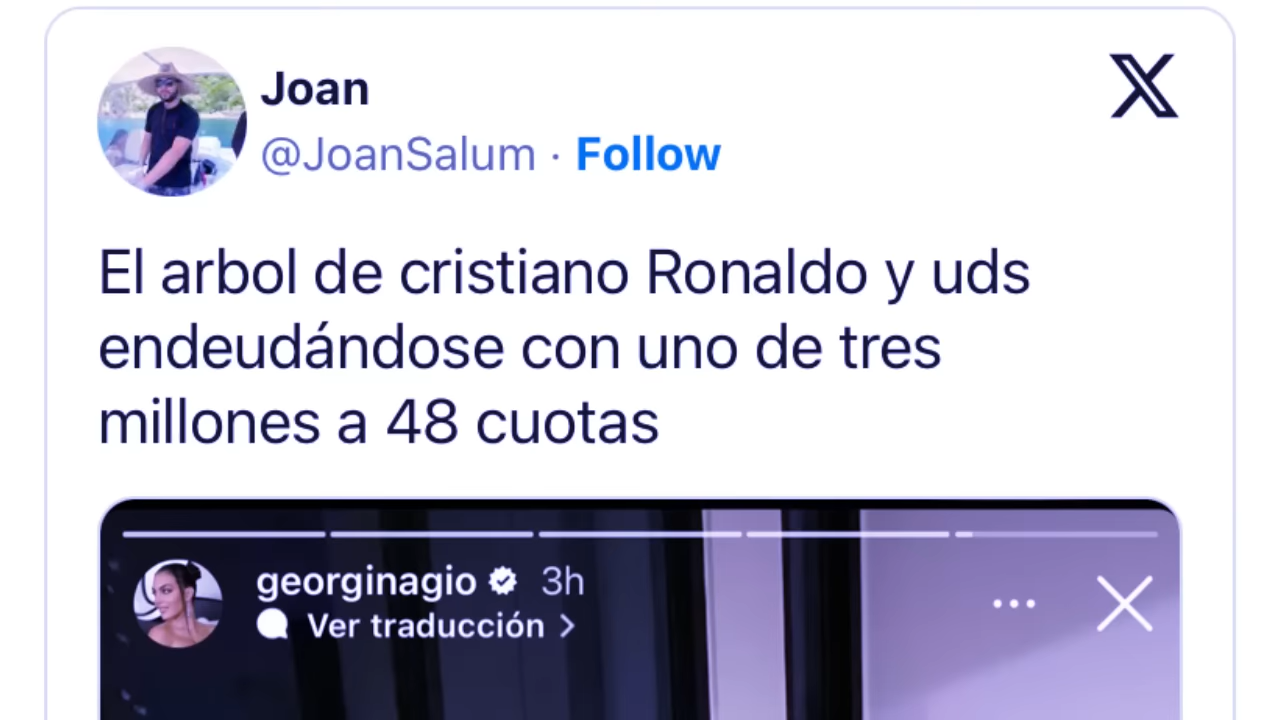 Joan
@JoanSalum · Follow
El arbol de cristiano Ronaldo y uds
endeudándose con uno de tres
millones a 48 cuotas
georginagio 3h
Ver traducción >